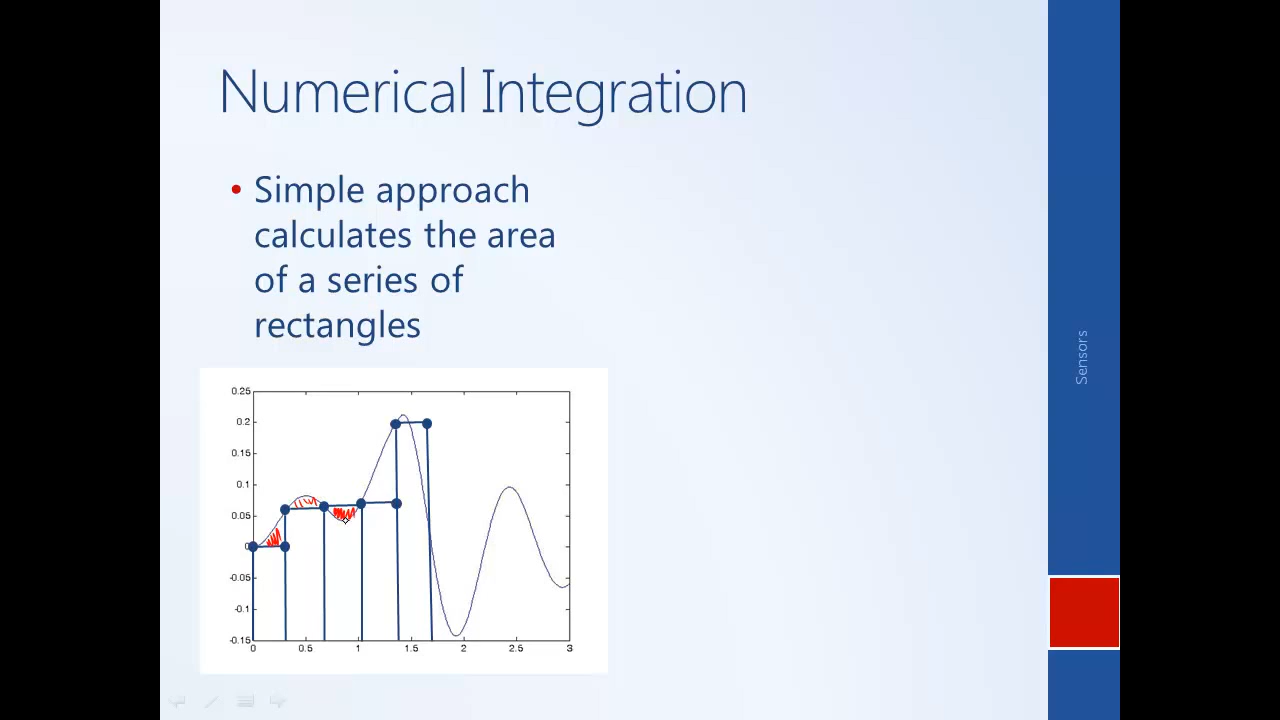 Numerical Integration
• Simple approach
calculates the area
of a series of
rectangles
Sensors
0.25
0.2
0.15
0.1
0.05
0
-0.05
-0.1
-0.15
0 0.5 1 1.5 2 2.5 3